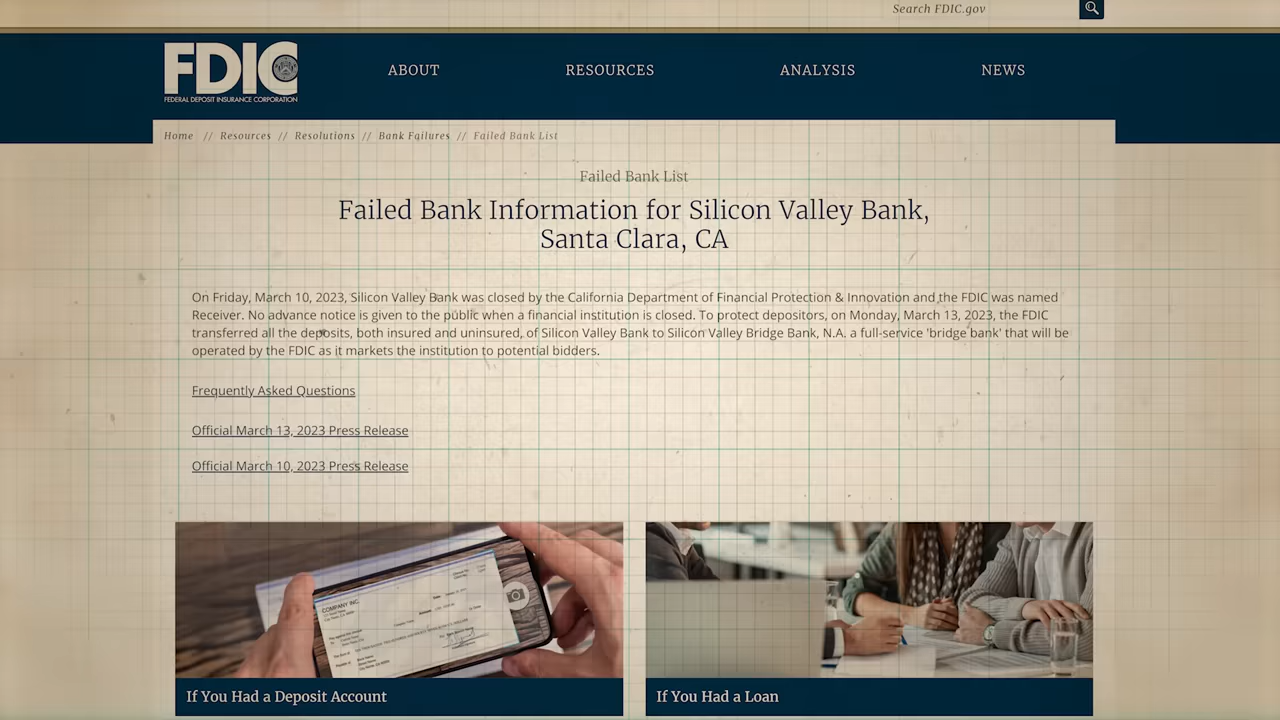 Search FDIC.gov
FDIC
FEDERAL DEPOSIT INSURANCE CORPORATION
ABOUT
RESOURCES
ANALYSIS
NEWS
Home // Resources // Resolutions // Bank Failures // Failed Bank List
Failed Bank List
Failed Bank Information for Silicon Valley Bank,
Santa Clara, CA
On Friday, March 10, 2023, Silicon Valley Bank was closed by the California Department of Financial Protection & Innovation and the FDIC was named
Receiver. No advance notice is given to the public when a financial institution is closed. To protect depositors, on Monday, March 13, 2023, the FDIC
transferred all the deposits, both insured and uninsured, of Silicon Valley Bank to Silicon Valley Bridge Bank, N.A. a full-service 'bridge bank' that will be
operated by the FDIC as it markets the institution to potential bidders.
Frequently Asked Questions
Official March 13, 2023 Press Release
Official March 10, 2023 Press Release
COMPANY INC.
If You Had a Deposit Account
If You Had a Loan